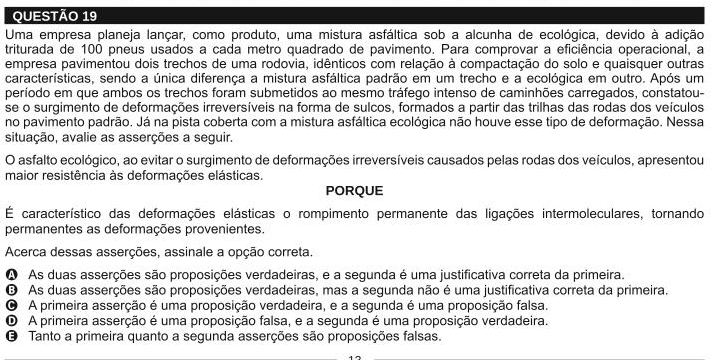 QUESTÃO 19
Uma empresa planeja lançar, como produto, uma mistura asfáltica sob a alcunha de ecológica, devido à adição
triturada de 100 pneus usados a cada metro quadrado de pavimento. Para comprovar a eficiência operacional, a
empresa pavimentou dois trechos de uma rodovia, idênticos com relação à compactação do solo e quaisquer outras
características, sendo a única diferença a mistura asfáltica padrão em um trecho e a ecológica em outro. Após um
período em que ambos os trechos foram submetidos ao mesmo tráfego intenso de caminhões carregados, constatou-
se o surgimento de deformações irreversíveis na forma de sulcos, formados a partir das trilhas das rodas dos veículos
no pavimento padrão. Já na pista coberta com a mistura asfáltica ecológica não houve esse tipo de deformação. Nessa
situação, avalie as asserções a seguir.
O asfalto ecológico, ao evitar o surgimento de deformações irreversíveis causados pelas rodas dos veículos, apresentou
maior resistência às deformações elásticas.
PORQUE
É característico das deformações elásticas o rompimento permanente das ligações intermoleculares, tornando
permanentes as deformações provenientes.
Acerca dessas asserções, assinale a opção correta.
A As duas asserções são proposições verdadeiras, e a segunda é uma justificativa correta da primeira.
B As duas asserções são proposições verdadeiras, mas a segunda não é uma justificativa correta da primeira.
C A primeira asserção é uma proposição verdadeira, e a segunda é uma proposição falsa.
D A primeira asserção é uma proposição falsa, e a segunda é uma proposição verdadeira.
E Tanto a primeira quanto a segunda asserções são proposições falsas.